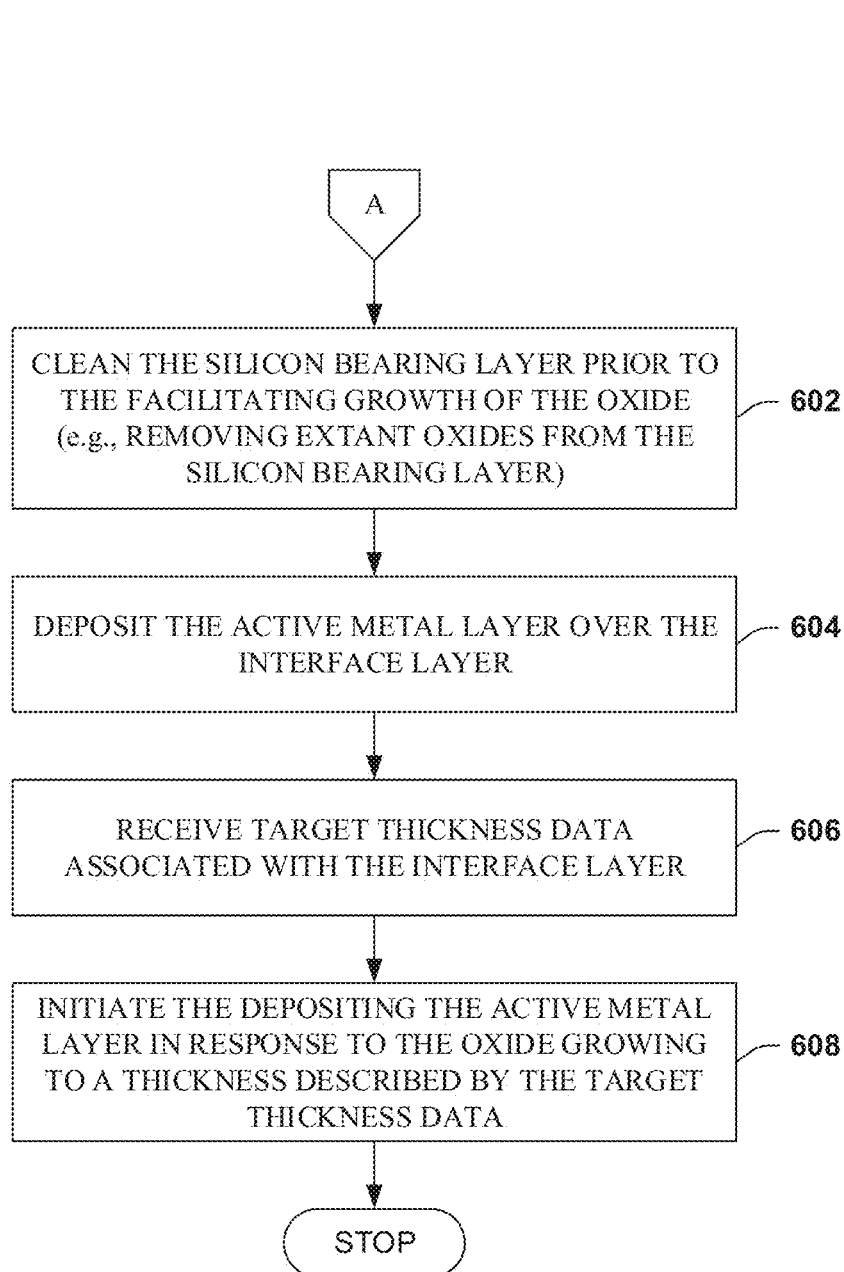 A
CLEAN THE SILICON BEARING LAYER PRIOR TO
THE FACILITATING GROWTH OF THE OXIDE
(e.g., REMOVING EXTANT OXIDES FROM THE
SILICON BEARING LAYER)
602
DEPOSIT THE ACTIVE METAL LAYER OVER THE
INTERFACE LAYER
604
RECEIVE TARGET THICKNESS DATA
ASSOCIATED WITH THE INTERFACE LAYER
606
INITIATE THE DEPOSITING THE ACTIVE METAL
LAYER IN RESPONSE TO THE OXIDE GROWING
TO A THICKNESS DESCRIBED BY THE TARGET
THICKNESS DATA
608
STOP